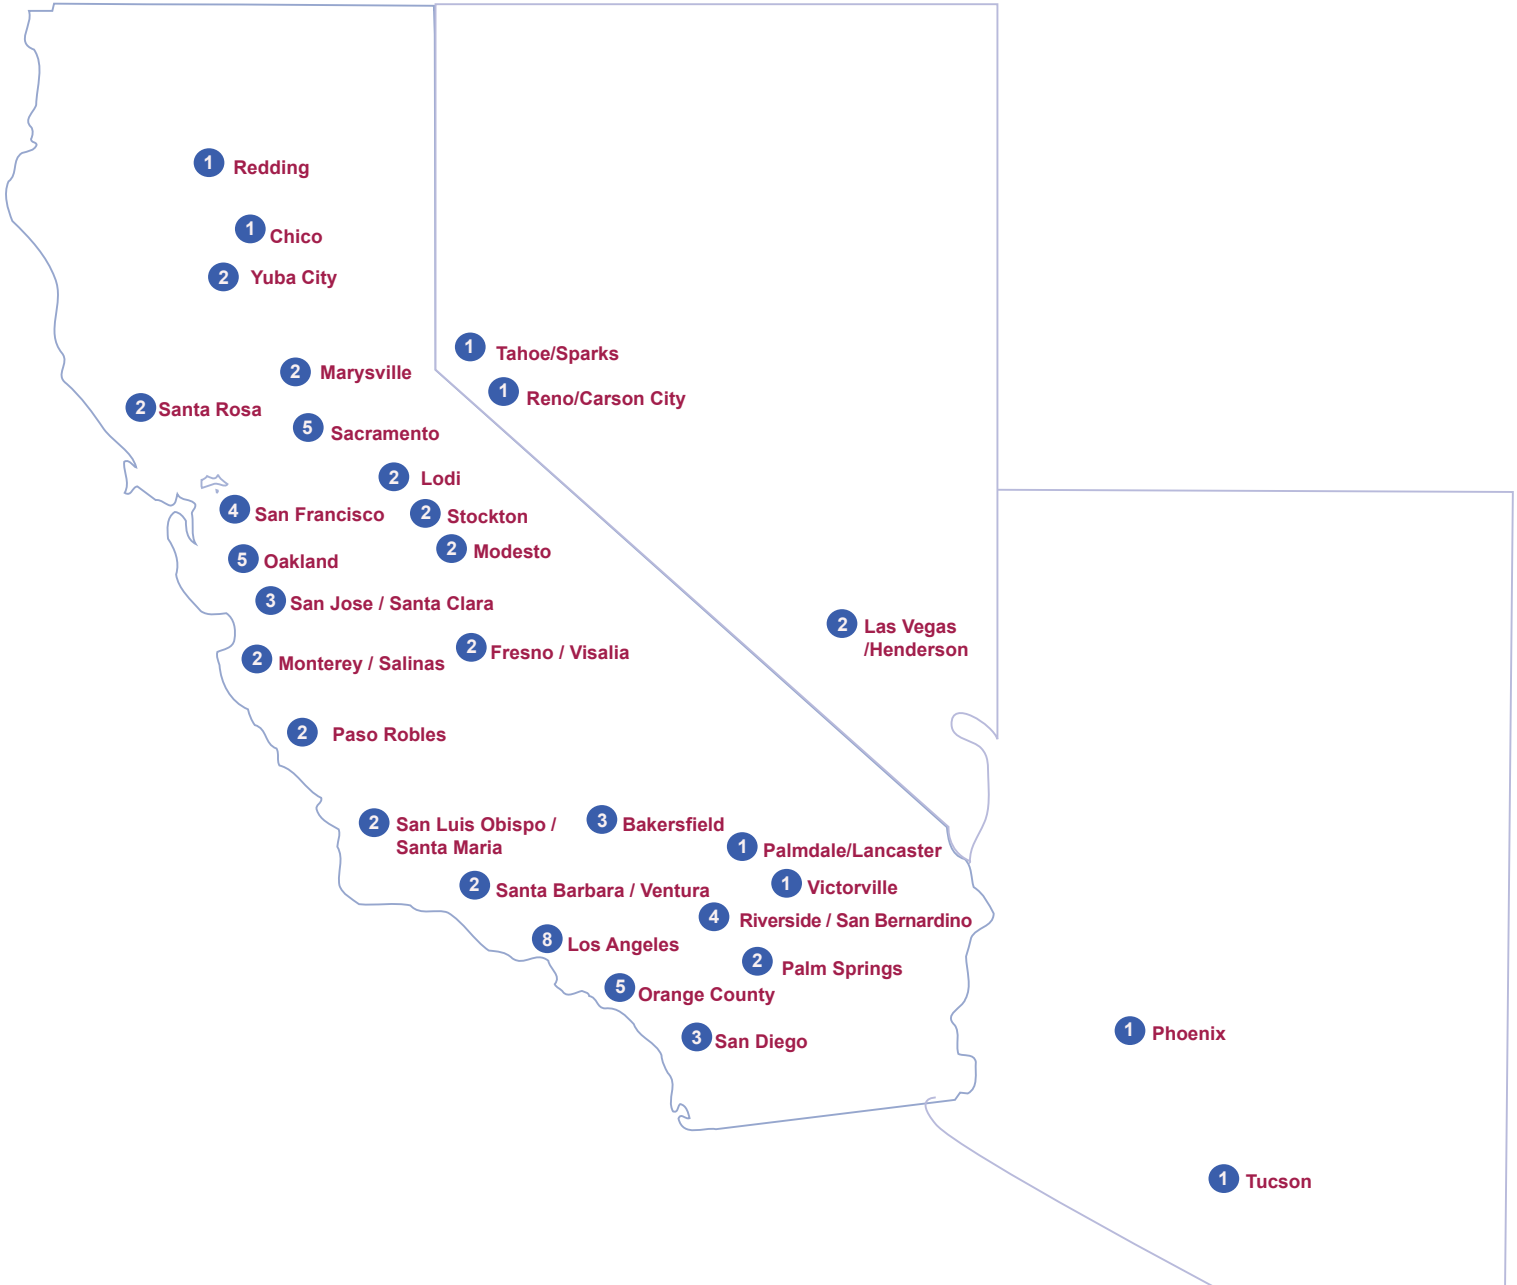 1 Redding
1 Chico
2 Yuba City
1 Tahoe/Sparks
2 Marysville
1 Reno/Carson City
2 Santa Rosa
5 Sacramento
2 Lodi
4 San Francisco
2 Stockton
2 Modesto
5 Oakland
3 San Jose / Santa Clara
2 Las Vegas
/Henderson
2 Fresno / Visalia
2 Monterey / Salinas
2 Paso Robles
2 San Luis Obispo /
Santa Maria
3 Bakersfield
1 Palmdale/Lancaster
1 Victorville
2 Santa Barbara / Ventura
4 Riverside / San Bernardino
8 Los Angeles
2 Palm Springs
5 Orange County
3 San Diego
1 Phoenix
1 Tucson